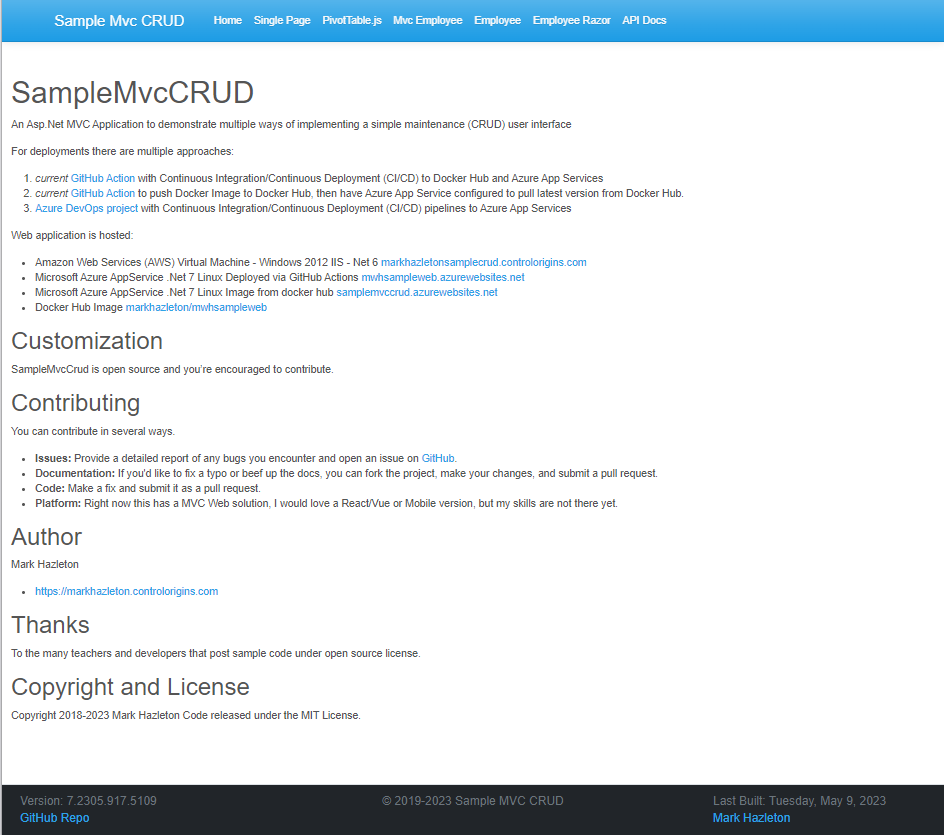 Sample Mvc CRUD Home Single Page PivolTable.js Mvc Employee Employee Employee Razor API Docs
SampleMvcCRUD
An Asp.Net MVC Application to demonstrate multiple ways of implementing a simple maintenance (CRUD) user interface
For deployments there are multiple approaches:
1. current GitHub Action with Continuous Integration/Continuous Deployment (CI/CD) to Docker Hub and Azure App Services
2. current GitHub Action to push Docker Image to Docker Hub, then have Azure App Service configured to pull latest version from Docker Hub.
3. Azure DevOps project with Continuous Integration/Continuous Deployment (CI/CD) pipelines to Azure App Services
Web application is hosted:
• Amazon Web Services (AWS) Virtual Machine - Windows 2012 IIS - Net 6 markhazletonsamplecrud.controlorigins.com
• Microsoft Azure AppService .Net 7 Linux Deployed via GitHub Actions mwhsampleweb.azurewebsites.net
• Microsoft Azure AppService .Net 7 Linux Image from docker hub samplemvccrud.azurewebsites.net
• Docker Hub Image markhazleton/mwhsampleweb
Customization
SampleMvcCrud is open source and you're encouraged to contribute.
Contributing
You can contribute in several ways.
• Issues: Provide a detailed report of any bugs you encounter and open an issue on GitHub.
• Documentation: If you'd like to fix a typo or beef up the docs, you can fork the project, make your changes, and submit a pull request.
• Code: Make a fix and submit it as a pull request.
• Platform: Right now this has a MVC Web solution, I would love a React/Vue or Mobile version, but my skills are not there yet.
Author
Mark Hazleton
• https://markhazleton.controlorigins.com
Thanks
To the many teachers and developers that post sample code under open source license.
Copyright and License
Copyright 2018-2023 Mark Hazleton Code released under the MIT License.
Version: 7.2305.917.5109 © 2019-2023 Sample MVC CRUD Last Built: Tuesday, May 9, 2023
GitHub Repo Mark Hazleton